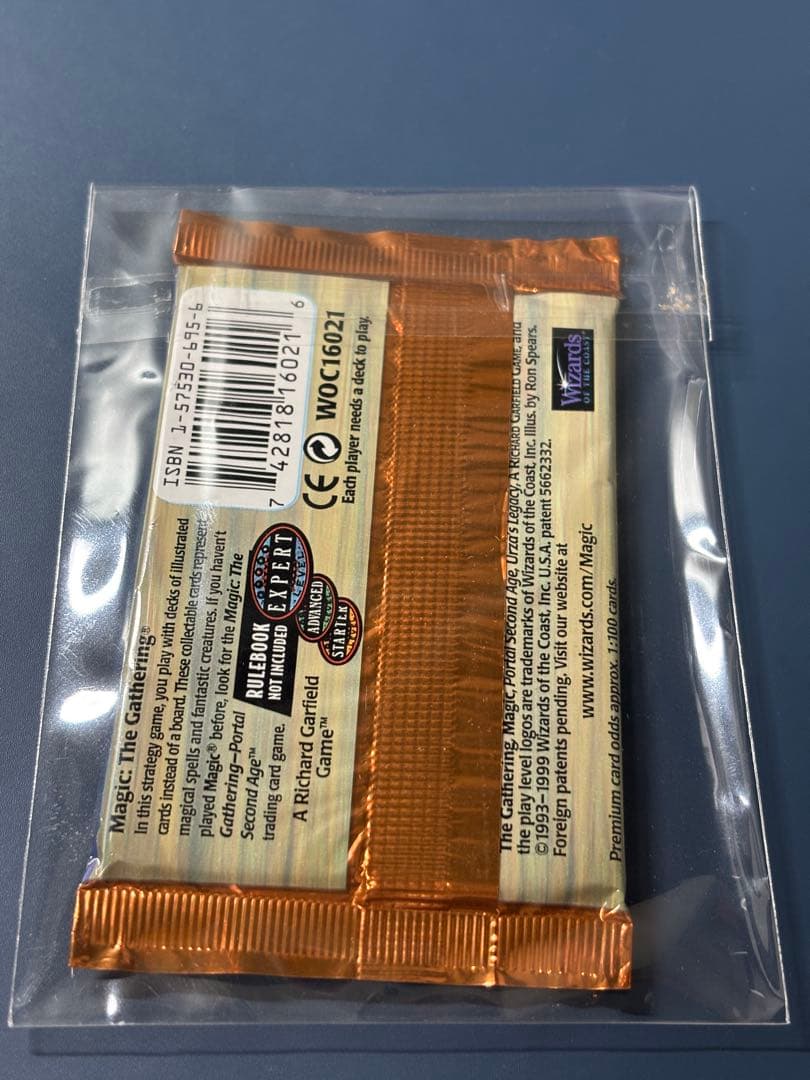 ISBN 1-57530-695-6
7 42818 16021 6
CE WOC16021
Each player needs a deck to play.
Magic: The Gathering®
In this strategy game, you play with decks of illustrated
cards instead of a board. These collectable cards represent
magical spells and fantastic creatures. If you haven't
played Magic® before, look for the Magic: The
Gathering–Portal
Second Age™
trading card game.
A Richard Garfield
Game™
RULEBOOK
NOT INCLUDED
EXPERT
LEVEL
ADVANCED
STARTER
The Gathering, Magic, Portal Second Age, Urza's Legacy, A RICHARD GARFIELD GAME, and
the play level logos are trademarks of Wizards of the Coast, Inc. Illus. by Ron Spears.
©1993–1999 Wizards of the Coast, Inc. U.S.A. patent 5662332.
Foreign patents pending. Visit our website at
www.wizards.com/Magic
Premium card odds approx. 1:100 cards.
Wizards
OF THE COAST®